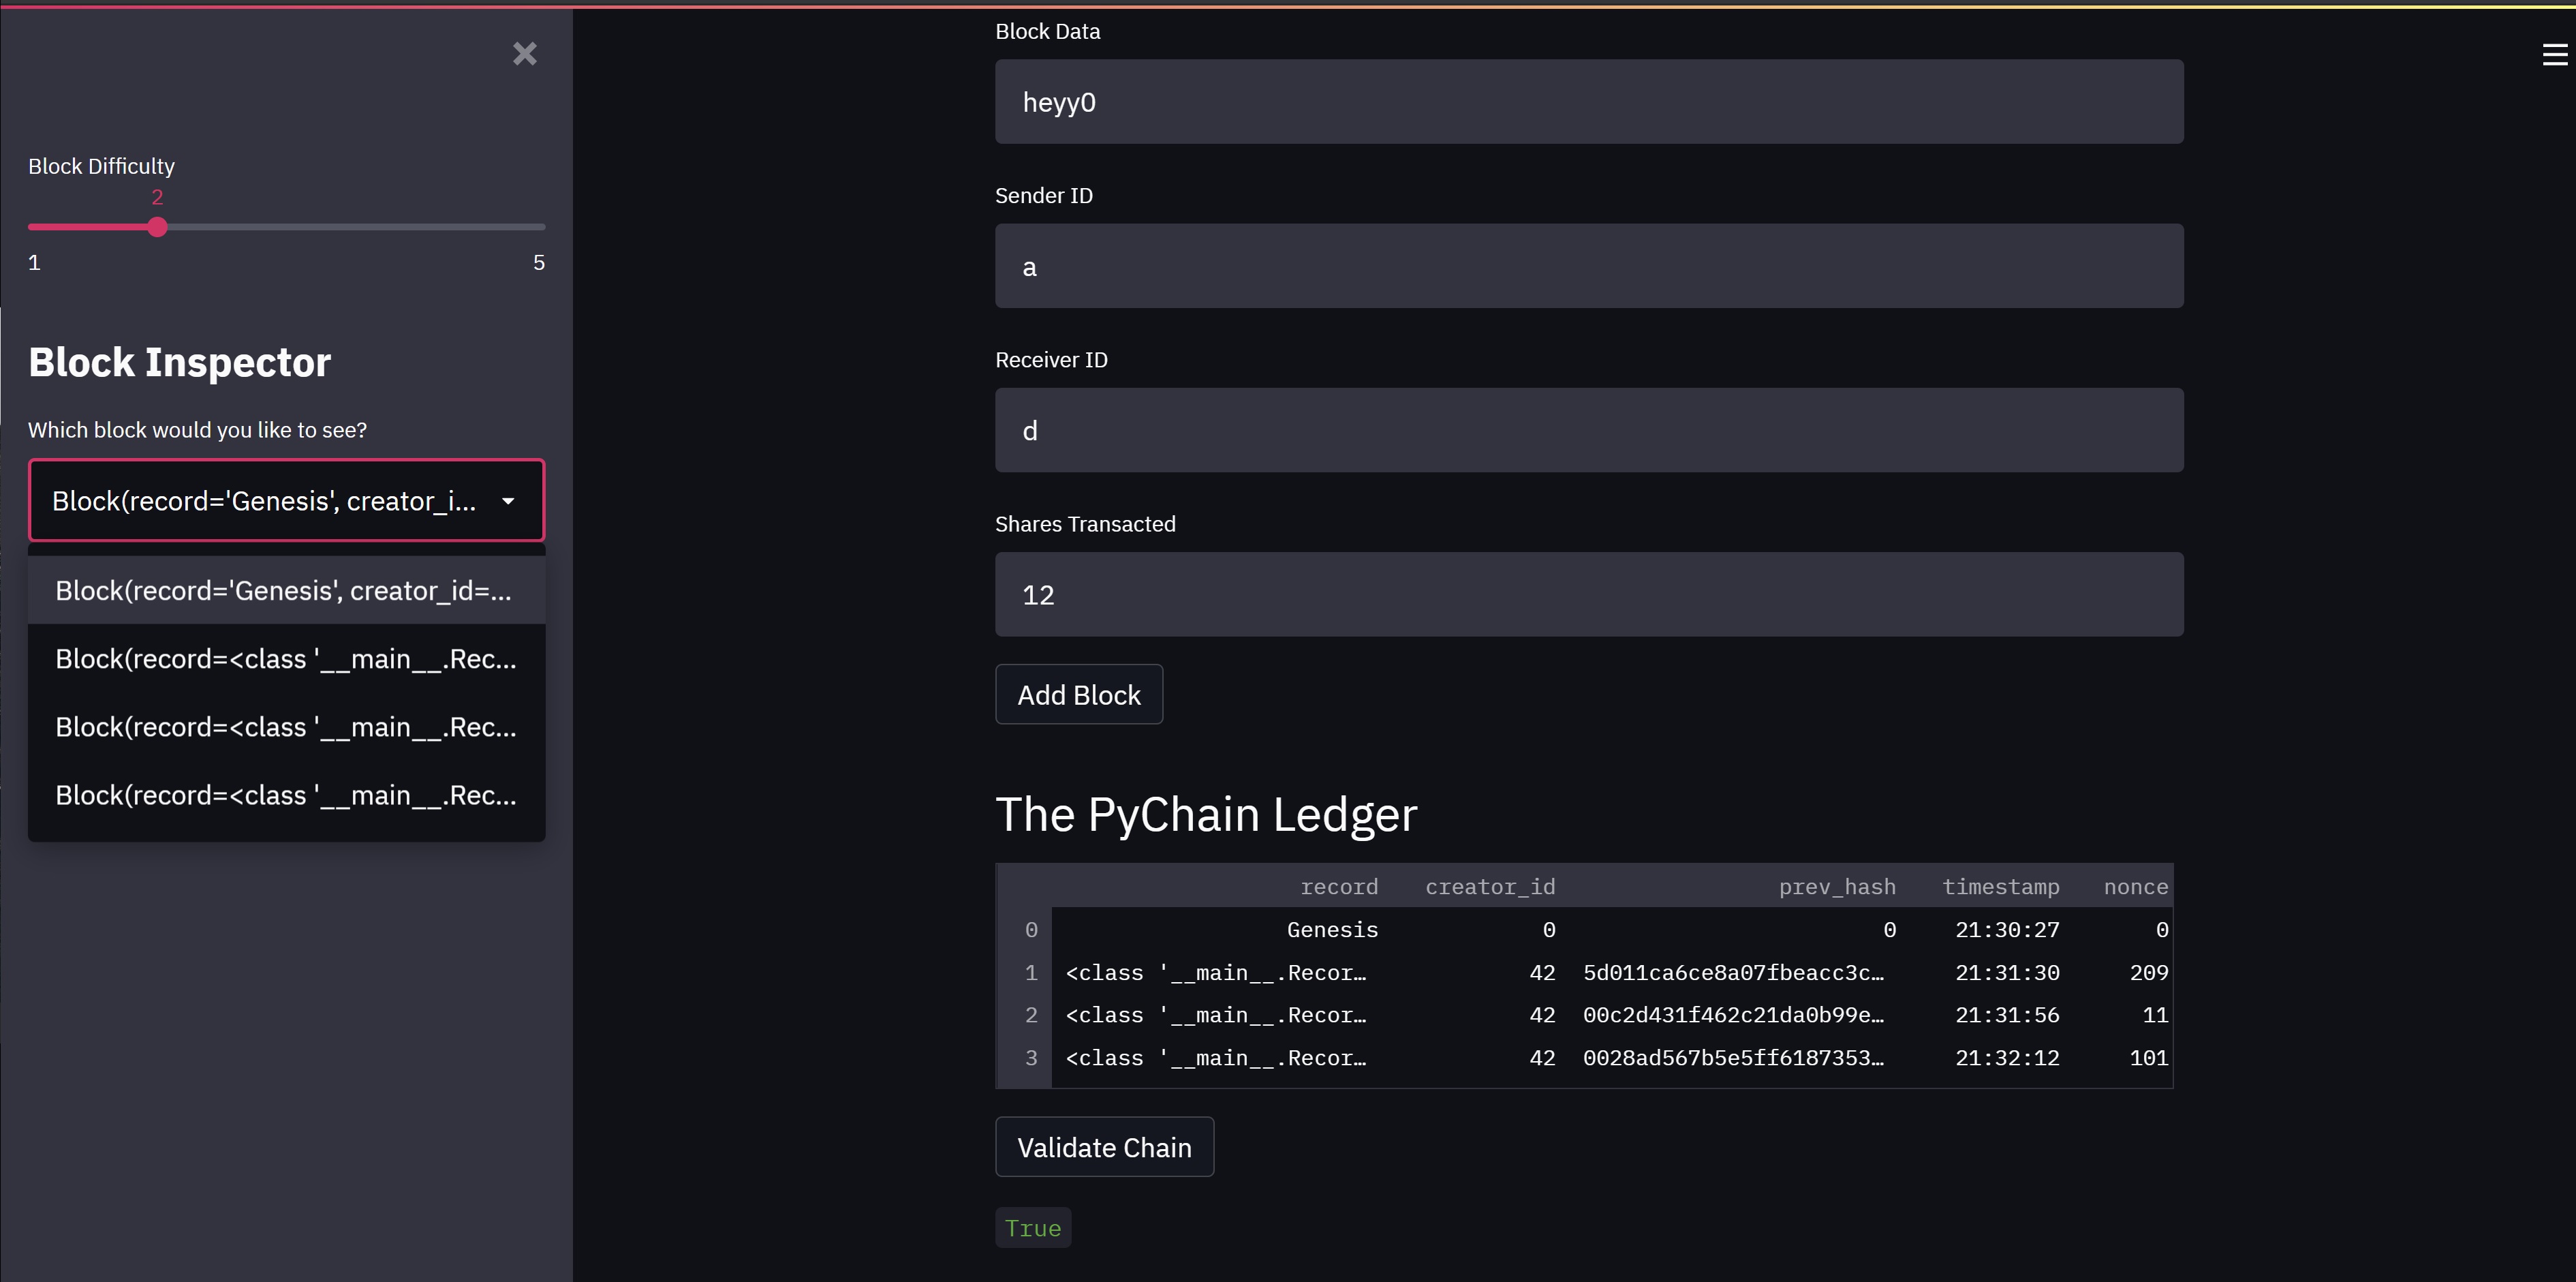 Block Difficulty
2
1 5
Block Inspector
Which block would you like to see?
Block(record='Genesis', creator_i...
Block(record='Genesis', creator_id=...
Block(record=<class '__main__.Rec...
Block(record=<class '__main__.Rec...
Block(record=<class '__main__.Rec...
Block Data
heyy0
Sender ID
a
Receiver ID
d
Shares Transacted
12
Add Block
The PyChain Ledger
record creator_id prev_hash timestamp nonce
0 Genesis 0 0 21:30:27 0
1 <class '__main__.Recor… 42 5d011ca6ce8a07fbeacc3c… 21:31:30 209
2 <class '__main__.Recor… 42 00c2d431f462c21da0b99e… 21:31:56 11
3 <class '__main__.Recor… 42 0028ad567b5e5ff6187353… 21:32:12 101
Validate Chain
True